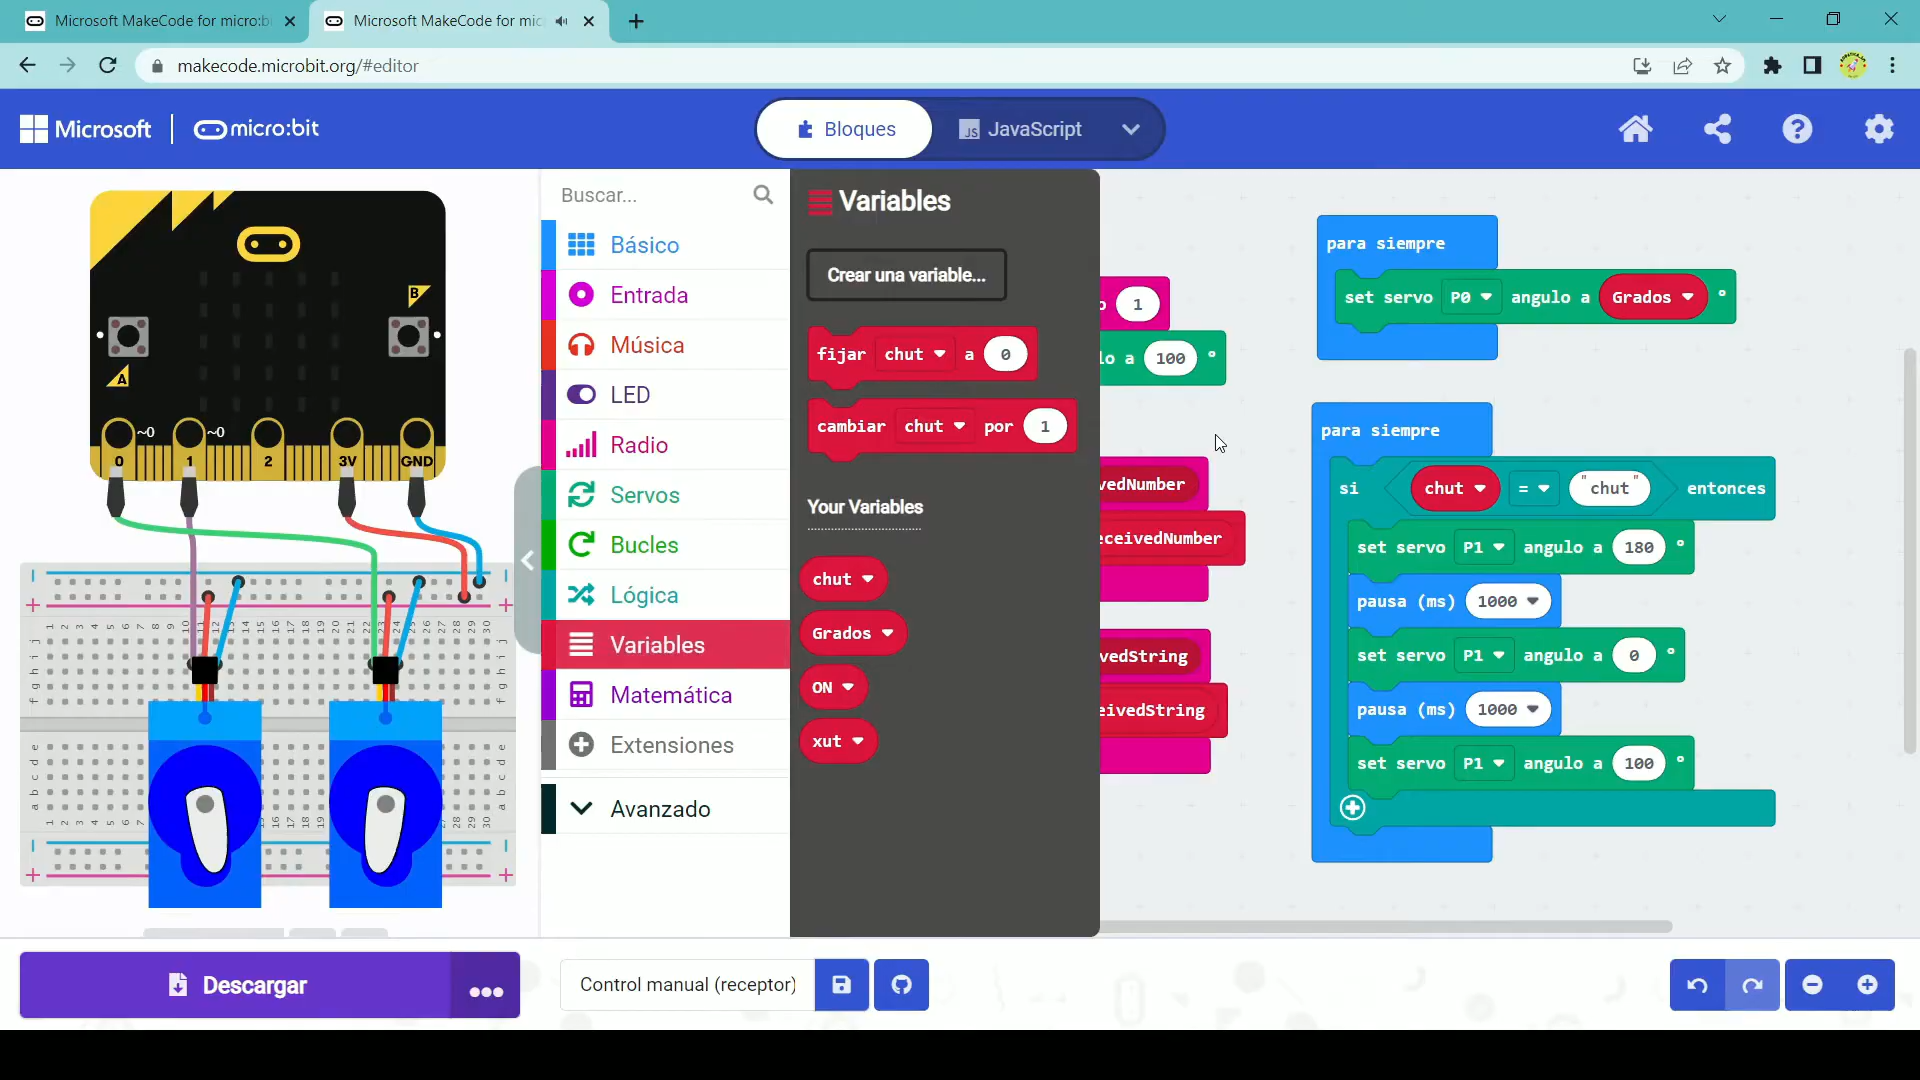 Microsoft MakeCode for micro:b
Microsoft MakeCode for mic
makecode.microbit.org/#editor
Microsoft
micro:bit
Bloques
JS JavaScript
B
A
~0 ~0
0 1 2 3V GND
Buscar...
Básico
Entrada
Música
LED
Radio
Servos
Bucles
Lógica
Variables
Matemática
Extensiones
Avanzado
Variables
Crear una variable...
fijar chut a 0
cambiar chut por 1
Your Variables
chut
Grados
ON
xut
o 1
lo a 100 °
vedNumber
eceivedNumber
vedString
eivedString
para siempre
set servo P0 angulo a Grados °
para siempre
si chut = "chut" entonces
set servo P1 angulo a 180 °
pausa (ms) 1000
set servo P1 angulo a 0 °
pausa (ms) 1000
set servo P1 angulo a 100 °
Descargar
Control manual (receptor)